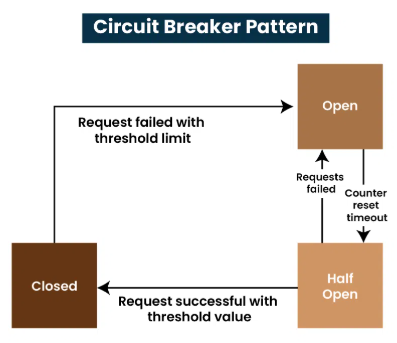 Circuit Breaker Pattern
Open
Request failed with
threshold limit
Requests
failed
Counter
reset
timeout
Closed
Half
Open
Request successful with
threshold value